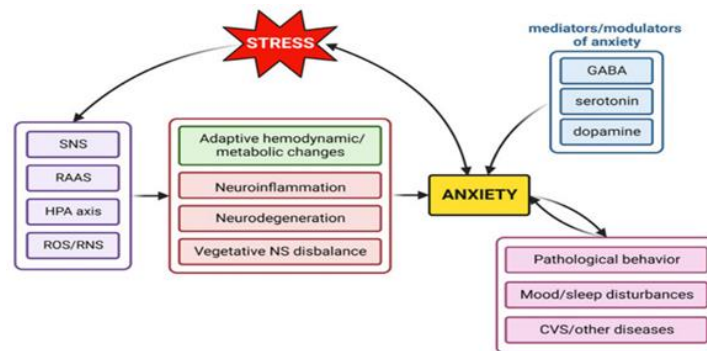 STRESS
mediators/modulators
of anxiety
GABA
serotonin
dopamine
SNS
RAAS
HPA axis
ROS/RNS
Adaptive hemodynamic/
metabolic changes
Neuroinflammation
Neurodegeneration
Vegetative NS disbalance
ANXIETY
Pathological behavior
Mood/sleep disturbances
CVS/other diseases